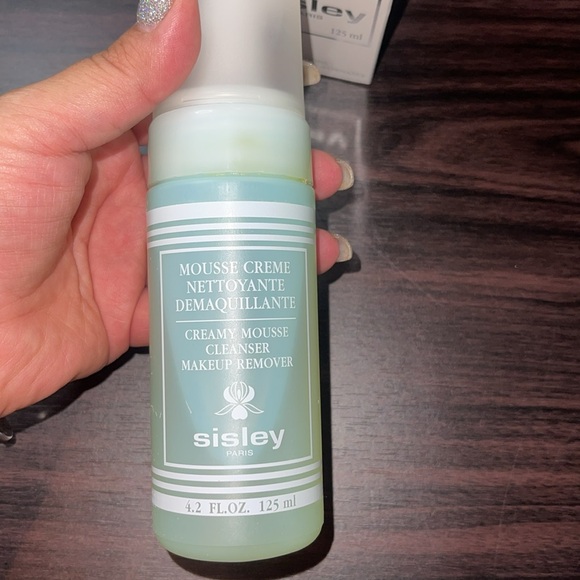 sley
125 ml
MOUSSE CREME
NETTOYANTE
DEMAQUILLANTE
CREAMY MOUSSE
CLEANSER
MAKEUP REMOVER
sisley
PARIS
4.2 FL.OZ. 125 ml